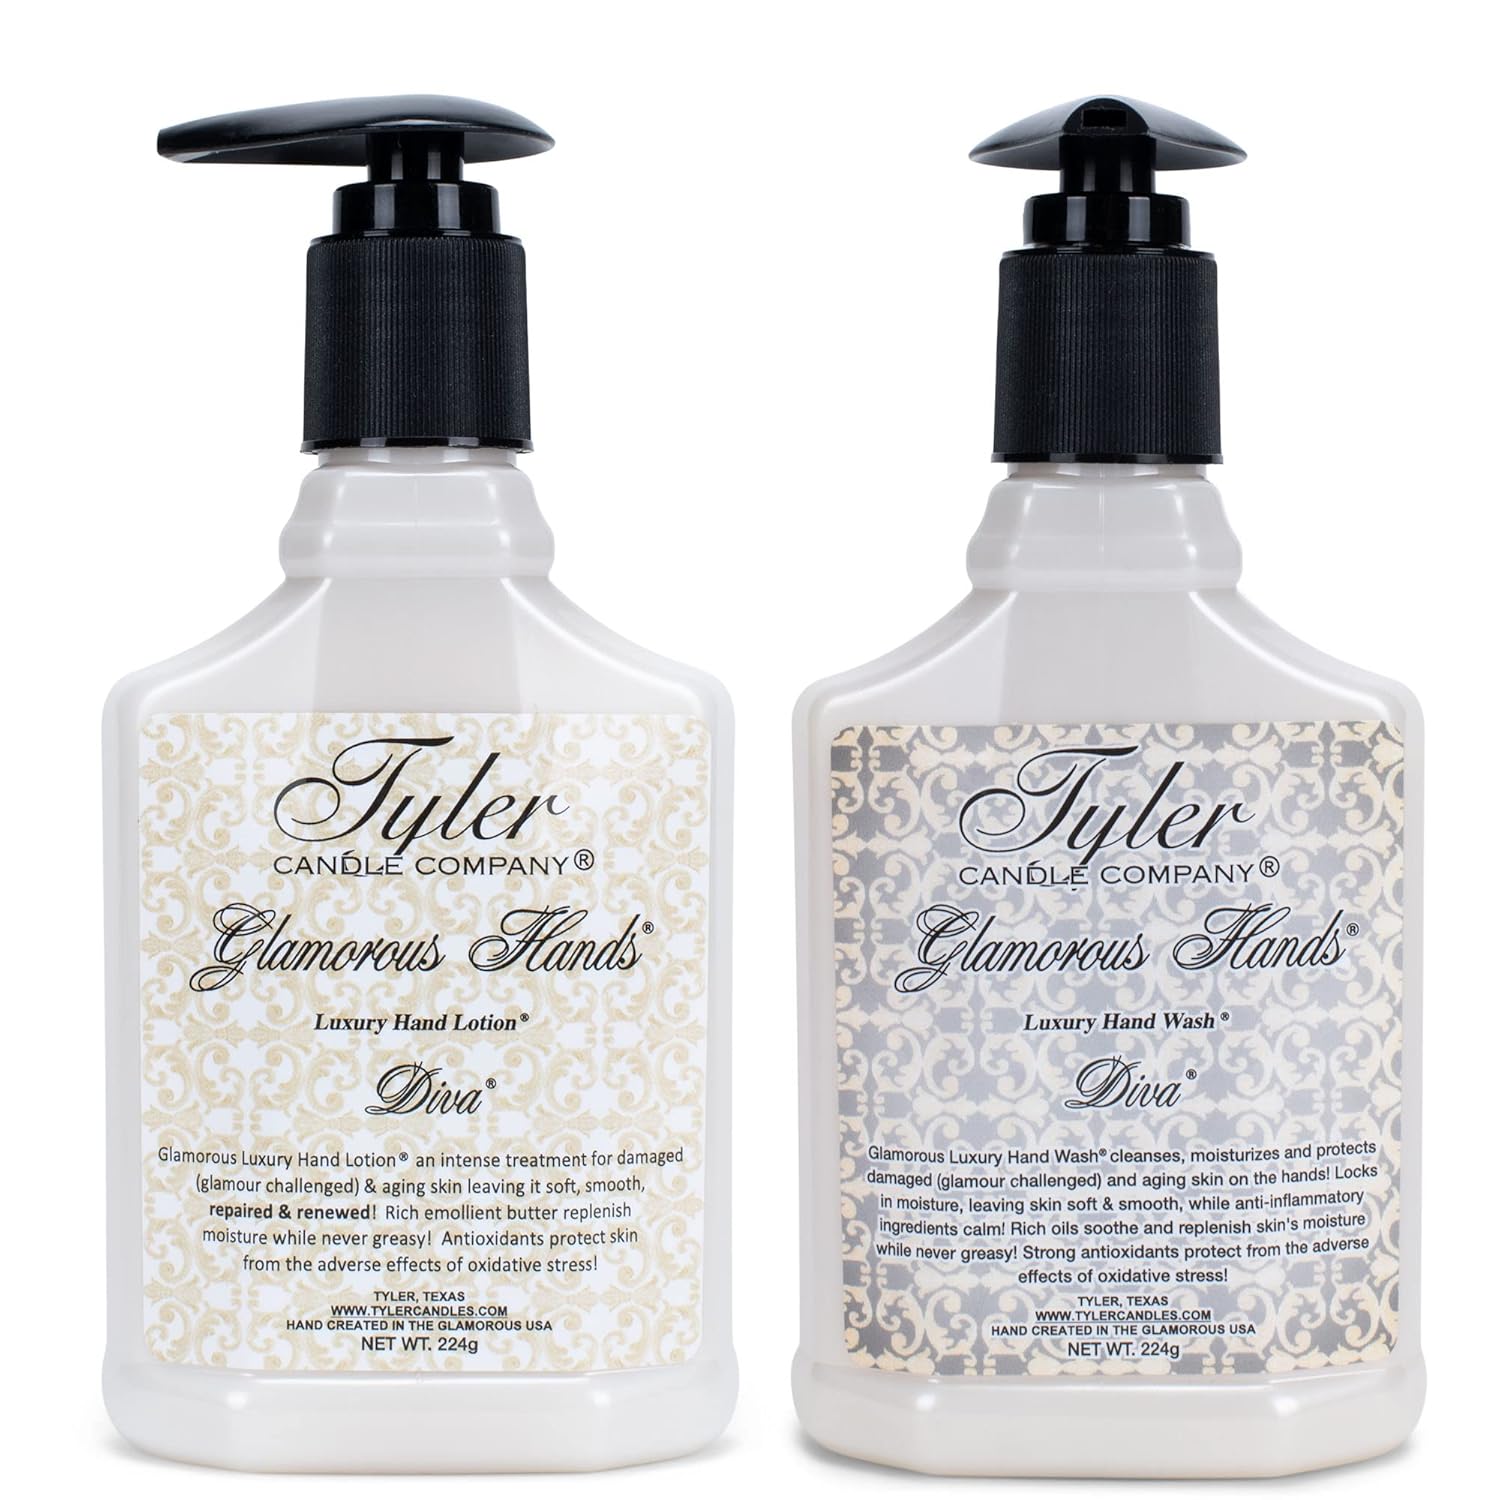 Tyler
CANDLE COMPANY®
Glamorous Hands®
Luxury Hand Lotion®
Diva®
Glamorous Luxury Hand Lotion® an intense treatment for damaged
(glamour challenged) & aging skin leaving it soft, smooth,
repaired & renewed! Rich emollient butter replenish
moisture while never greasy! Antioxidants protect skin
from the adverse effects of oxidative stress!
TYLER, TEXAS
WWW.TYLERCANDLES.COM
HAND CREATED IN THE GLAMOROUS USA
NET WT. 224g
Tyler
CANDLE COMPANY®
Glamorous Hands®
Luxury Hand Wash®
Diva®
Glamorous Luxury Hand Wash® cleanses, moisturizes and protects
damaged (glamour challenged) and aging skin on the hands! Locks
in moisture, leaving skin soft & smooth, while anti-inflammatory
ingredients calm! Rich oils soothe and replenish skin's moisture
while never greasy! Strong antioxidants protect from the adverse
effects of oxidative stress!
TYLER, TEXAS
WWW.TYLERCANDLES.COM
HAND CREATED IN THE GLAMOROUS USA
NET WT. 224g